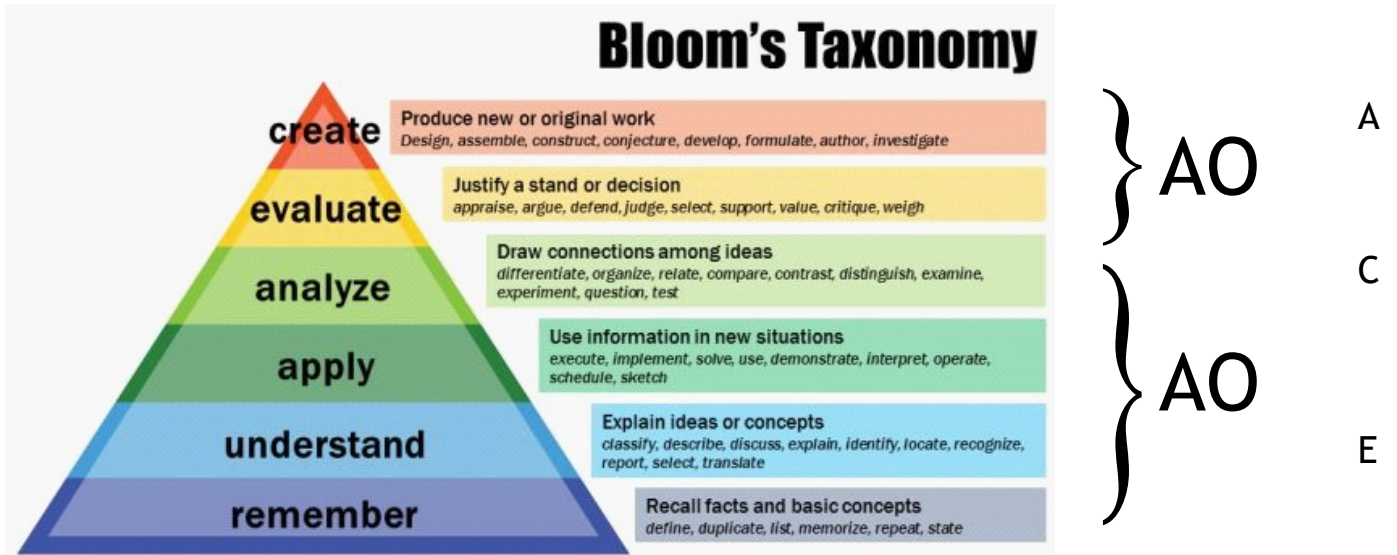 Bloom's Taxonomy
create
Produce new or original work
Design, assemble, construct, conjecture, develop, formulate, author, investigate
evaluate
Justify a stand or decision
appraise, argue, defend, judge, select, support, value, critique, weigh
analyze
Draw connections among ideas
differentiate, organize, relate, compare, contrast, distinguish, examine,
experiment, question, test
apply
Use information in new situations
execute, implement, solve, use, demonstrate, interpret, operate,
schedule, sketch
understand
Explain ideas or concepts
classify, describe, discuss, explain, identify, locate, recognize,
report, select, translate
remember
Recall facts and basic concepts
define, duplicate, list, memorize, repeat, state
AO
AO
A
C
E